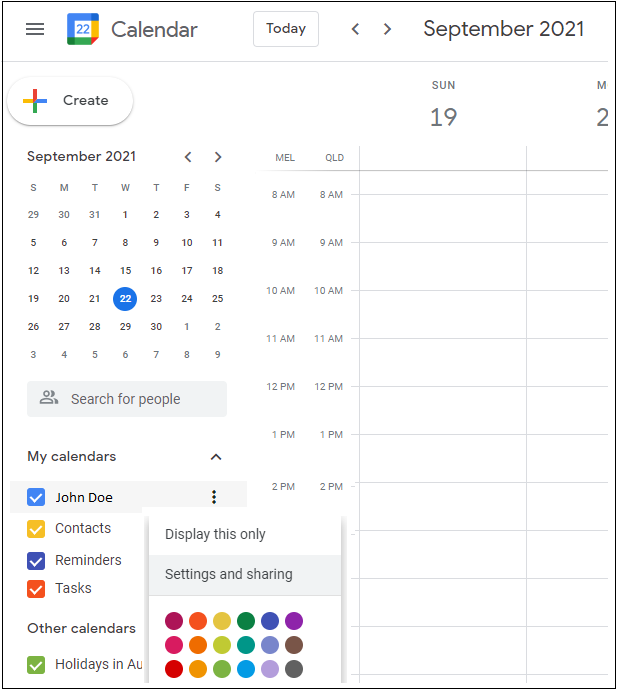 22 Calendar Today September 2021
Create
SUN M
19 2
September 2021
MEL QLD
S M T W T F S
29 30 31 1 2 3 4
5 6 7 8 9 10 11
12 13 14 15 16 17 18
19 20 21 22 23 24 25
26 27 28 29 30 1 2
3 4 5 6 7 8 9
8 AM 8 AM
9 AM 9 AM
10 AM 10 AM
11 AM 11 AM
12 PM 12 PM
1 PM 1 PM
2 PM 2 PM
Search for people
My calendars
John Doe
Contacts
Reminders
Tasks
Display this only
Settings and sharing
Other calendars
Holidays in Au